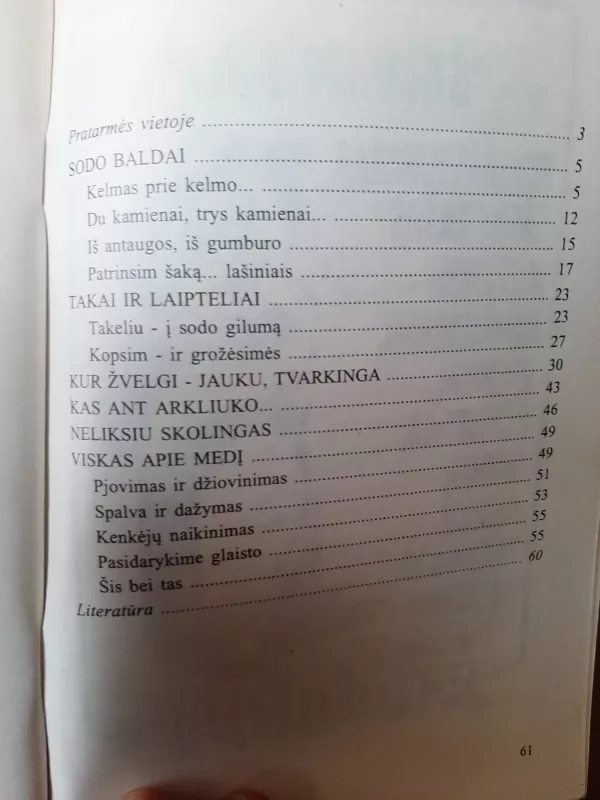 Pratarmės vietoje ........................ 3
SODO BALDAI ........................ 5
Kelmas prie kelmo... ........................ 5
Du kamienai, trys kamienai... ........................ 12
Iš antaugos, iš gumburo ........................ 15
Patrinsim šaką... lašiniais ........................ 17
TAKAI IR LAIPTELIAI ........................ 23
Takeliu - į sodo gilumą ........................ 23
Kopsim - ir grožėsimės ........................ 27
KUR ŽVELGI - JAUKU, TVARKINGA ........................ 30
KAS ANT ARKLIUKO... ........................ 43
NELIKSIU SKOLINGAS ........................ 46
VISKAS APIE MEDĮ ........................ 49
Pjovimas ir džiovinimas ........................ 49
Spalva ir dažymas ........................ 51
Kenkėjų naikinimas ........................ 53
Pasidarykime glaisto ........................ 55
Šis bei tas ........................ 55
Literatūra ........................ 60
61